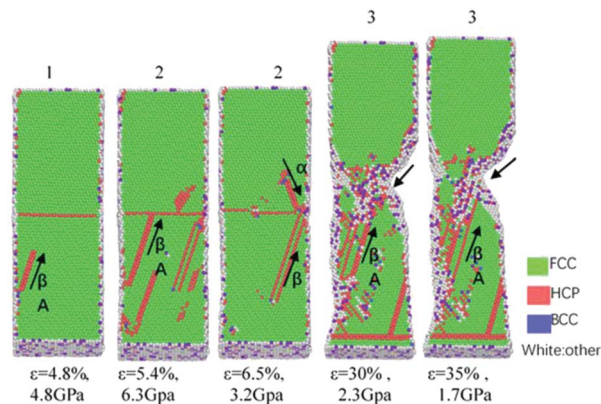 1 2 2 3 3
α
β β β β β
A A A A
FCC
HCP
BCC
White:other
ε=4.8%, ε=5.4%, ε=6.5%, ε=30% , ε=35% ,
4.8GPa 6.3Gpa 3.2Gpa 2.3Gpa 1.7Gpa